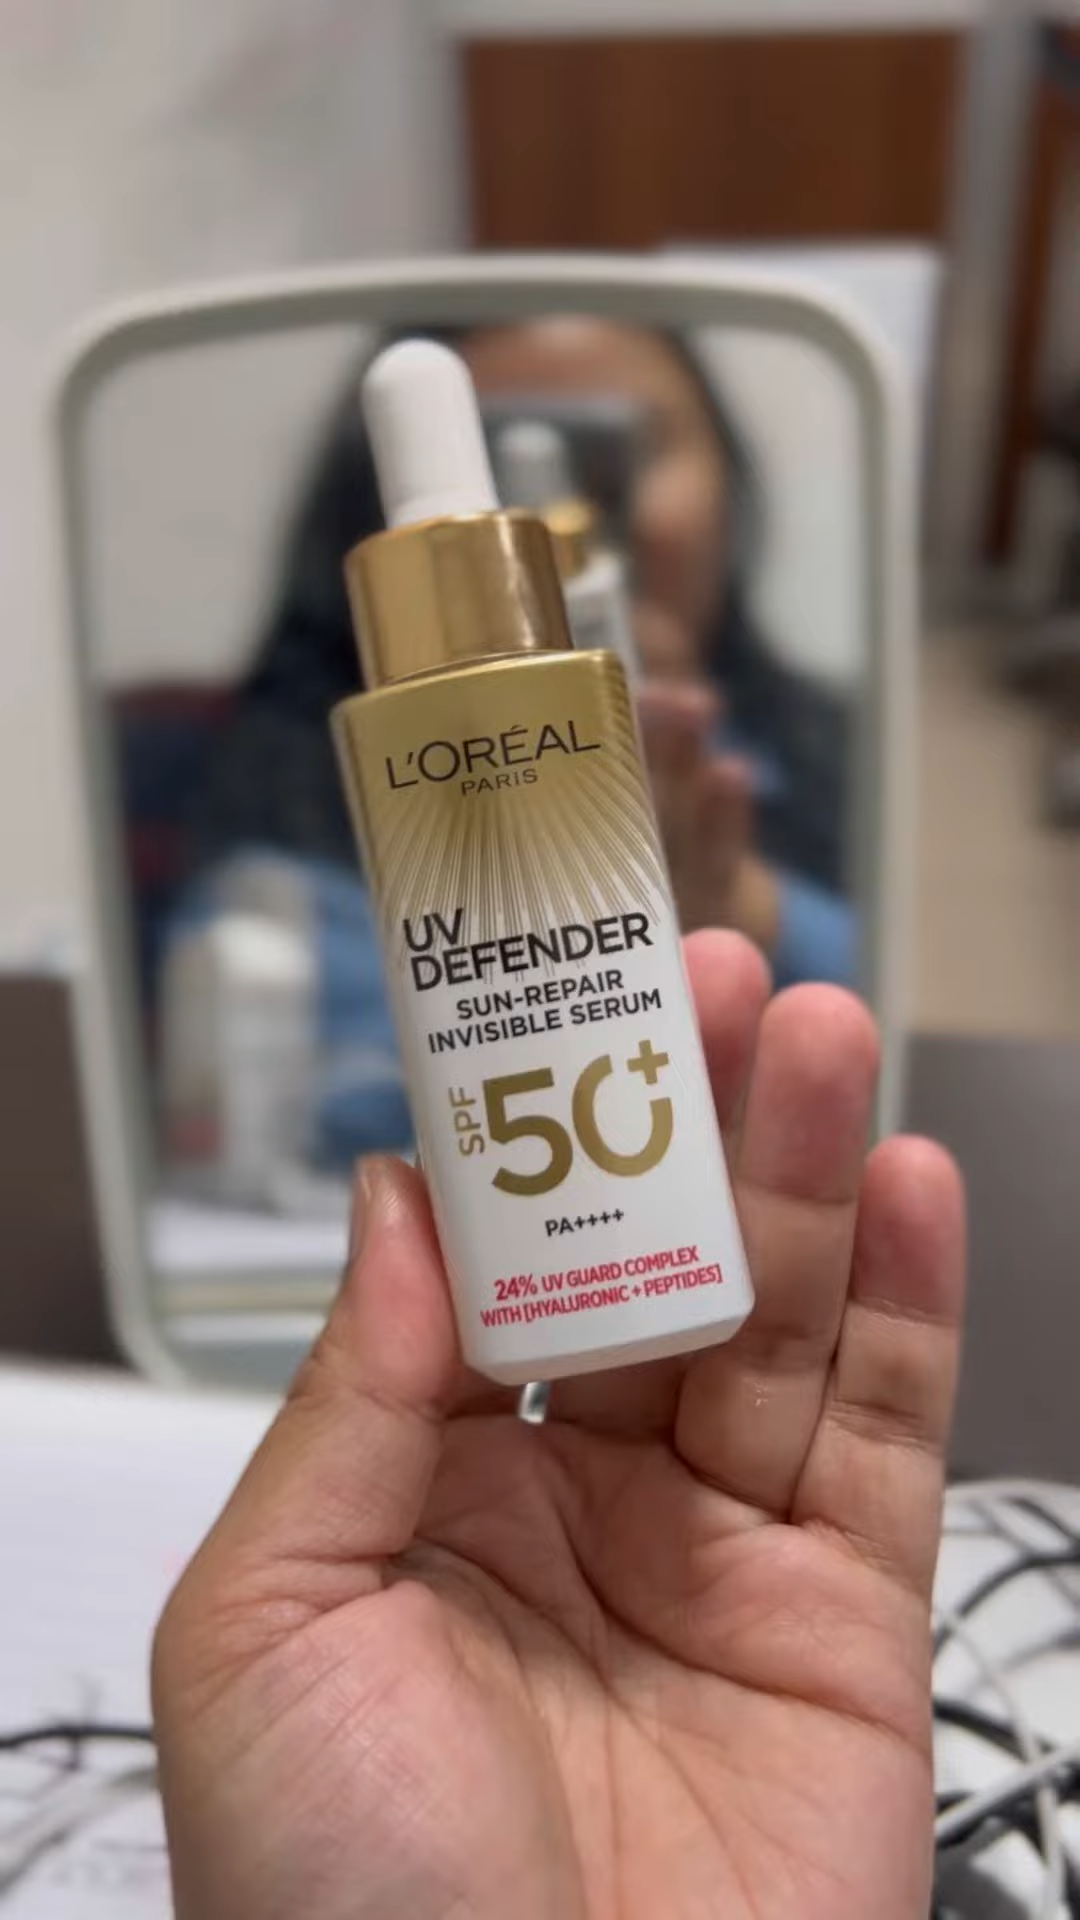 L'ORÉAL
PARIS
UV
DEFENDER
SUN-REPAIR
INVISIBLE SERUM
SPF 50+
PA++++
24% UV GUARD COMPLEX
WITH [HYALURONIC + PEPTIDES]